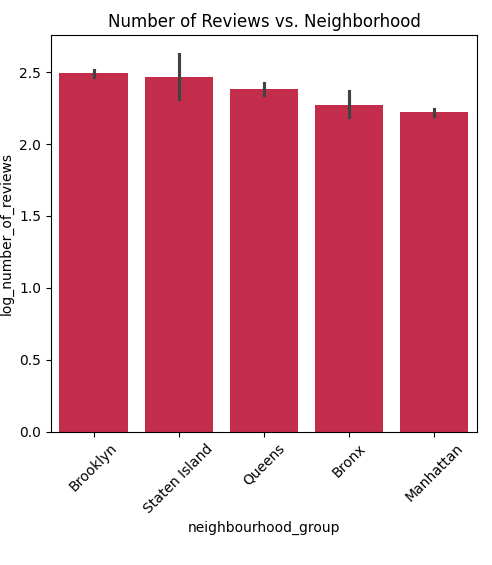 Number of Reviews vs. Neighborhood
log_number_of_reviews
2.5
2.0
1.5
1.0
0.5
0.0
Brooklyn
Staten Island
Queens
Bronx
Manhattan
neighbourhood_group